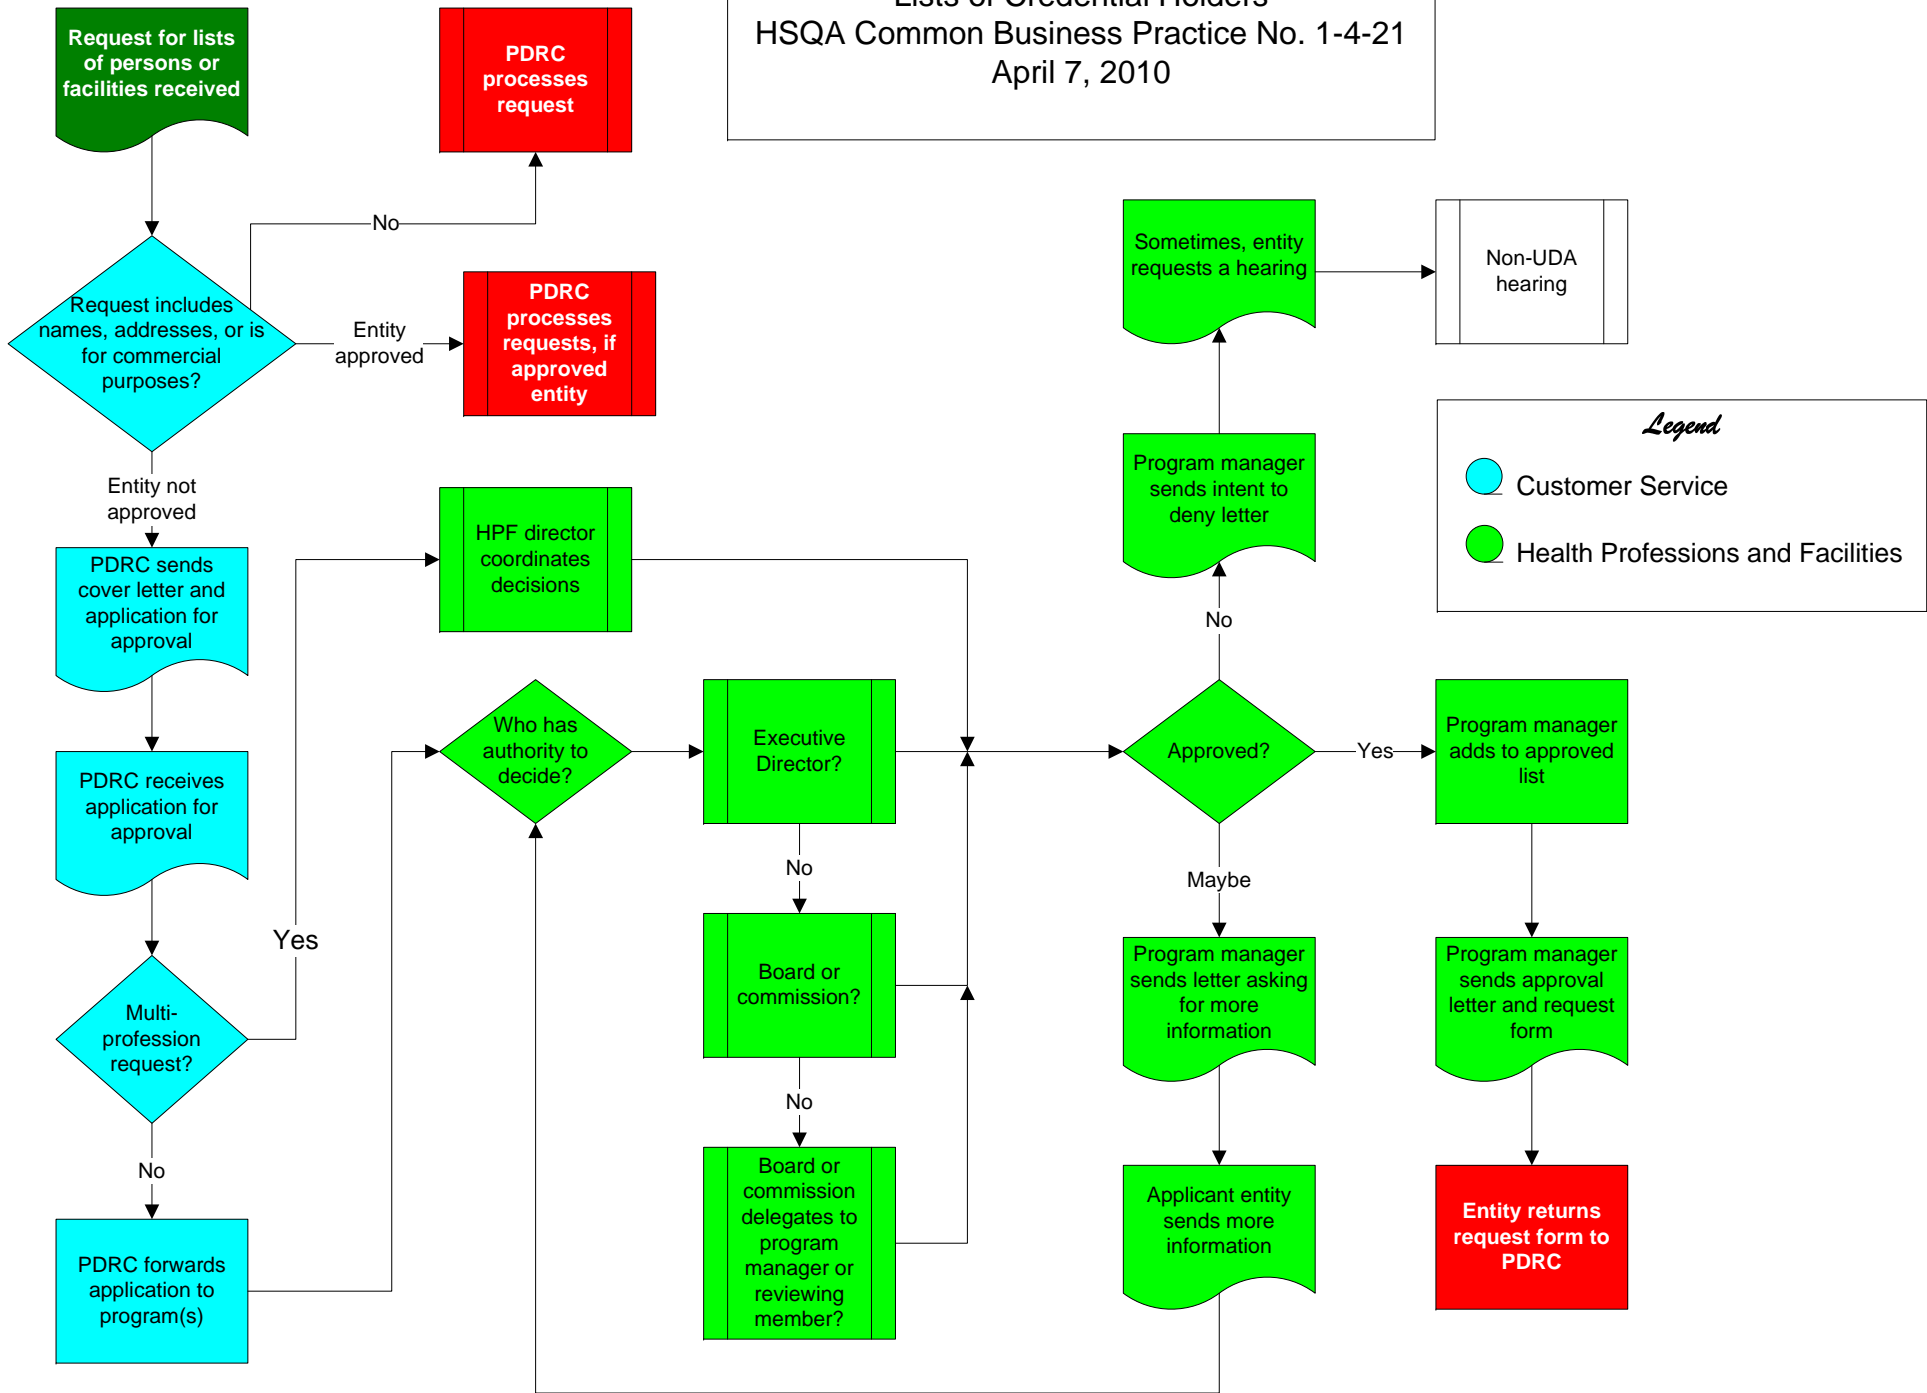 Lists of Credential Holders
HSQA Common Business Practice No. 1-4-21
April 7, 2010
Request for lists
of persons or
facilities received
PDRC
processes
request
No
Request includes
names, addresses, or is
for commercial
purposes?
Entity
approved
PDRC
processes
requests, if
approved
entity
Entity not
approved
PDRC sends
cover letter and
application for
approval
PDRC receives
application for
approval
Multi-
profession
request?
Yes
No
PDRC forwards
application to
program(s)
HPF director
coordinates
decisions
Who has
authority to
decide?
Executive
Director?
No
Board or
commission?
No
Board or
commission
delegates to
program
manager or
reviewing
member?
Sometimes, entity
requests a hearing
Non-UDA
hearing
Program manager
sends intent to
deny letter
No
Approved?
Yes
Program manager
adds to approved
list
Maybe
Program manager
sends letter asking
for more
information
Program manager
sends approval
letter and request
form
Applicant entity
sends more
information
Entity returns
request form to
PDRC
Legend
Customer Service
Health Professions and Facilities